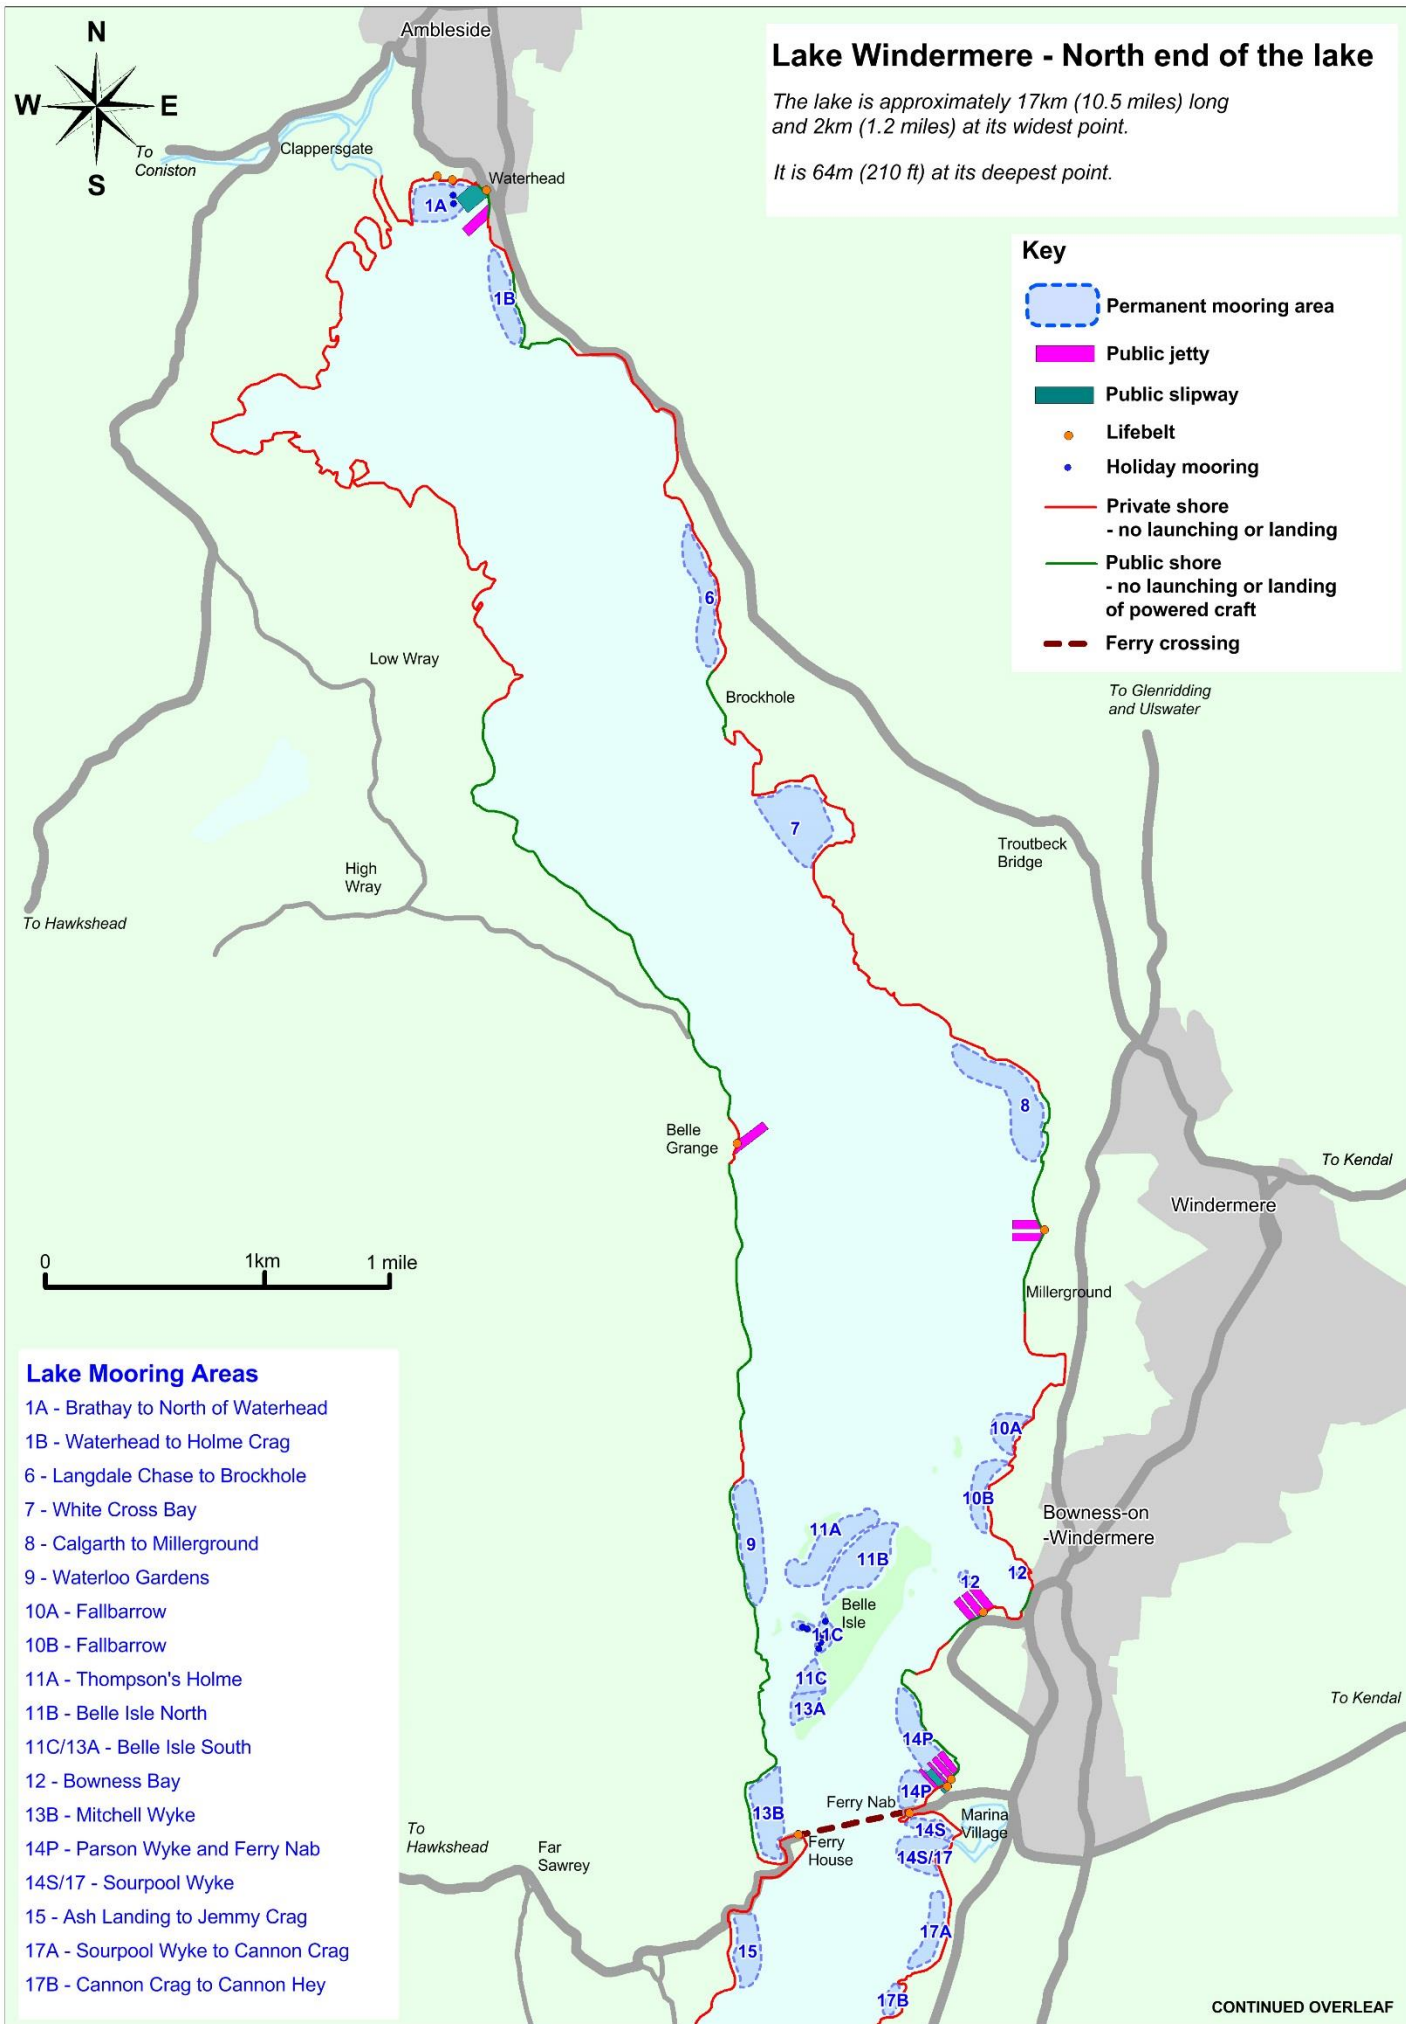 N
W
E
S
Ambleside
Lake Windermere - North end of the lake
The lake is approximately 17km (10.5 miles) long
and 2km (1.2 miles) at its widest point.
It is 64m (210 ft) at its deepest point.
To
Coniston
Clappersgate
Waterhead
1A
1B
Key
Permanent mooring area
Public jetty
Public slipway
Lifebelt
Holiday mooring
Private shore
- no launching or landing
Public shore
- no launching or landing
of powered craft
Ferry crossing
6
Low Wray
Brockhole
To Glenridding
and Ulswater
7
Troutbeck
Bridge
High
Wray
To Hawkshead
8
Belle
Grange
To Kendal
Windermere
0
1km
1 mile
Millerground
10A
10B
Bowness-on
-Windermere
11A
11B
9
12
12
Belle
Isle
11C
11C
13A
To Kendal
14P
14P
13B
Ferry Nab
Marina
Village
14S
Ferry
House
14S/17
To
Hawkshead
Far
Sawrey
17A
15
17B
Lake Mooring Areas
1A - Brathay to North of Waterhead
1B - Waterhead to Holme Crag
6 - Langdale Chase to Brockhole
7 - White Cross Bay
8 - Calgarth to Millerground
9 - Waterloo Gardens
10A - Fallbarrow
10B - Fallbarrow
11A - Thompson's Holme
11B - Belle Isle North
11C/13A - Belle Isle South
12 - Bowness Bay
13B - Mitchell Wyke
14P - Parson Wyke and Ferry Nab
14S/17 - Sourpool Wyke
15 - Ash Landing to Jemmy Crag
17A - Sourpool Wyke to Cannon Crag
17B - Cannon Crag to Cannon Hey
CONTINUED OVERLEAF